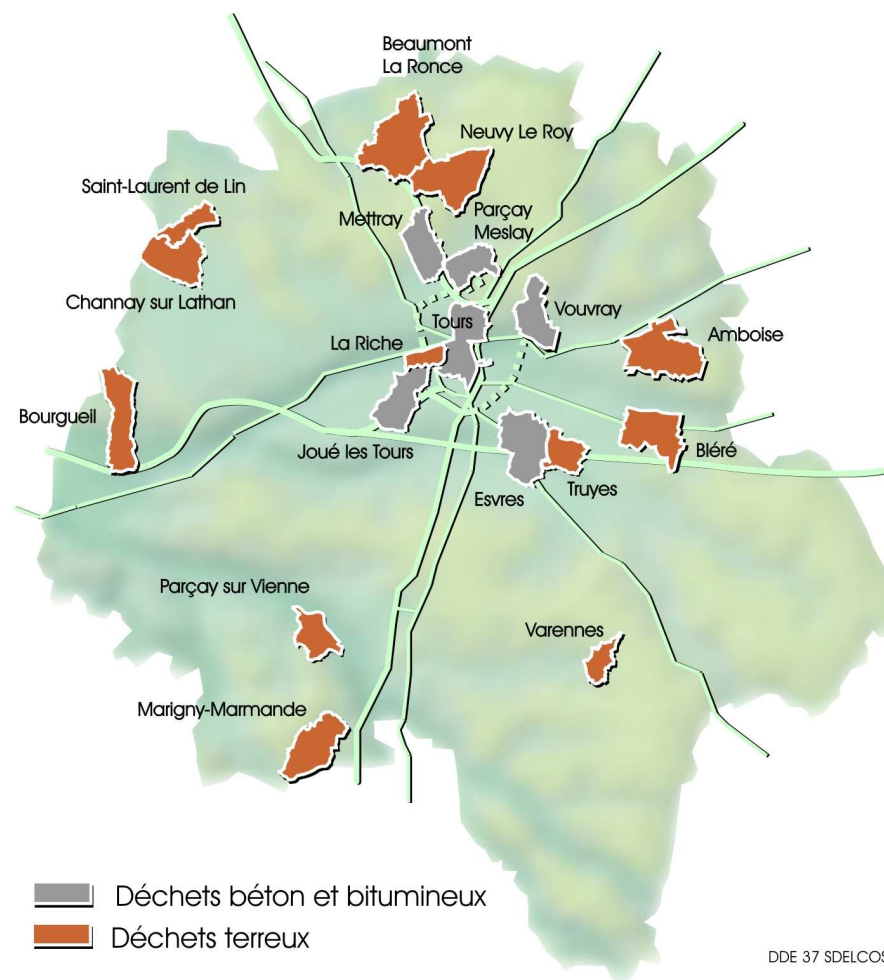 Beaumont
La Ronce
Neuvy Le Roy
Saint-Laurent de Lin
Mettray
Parçay
Meslay
Channay sur Lathan
Vouvray
Tours
Amboise
La Riche
Bourgueil
Joué les Tours
Bléré
Esvres
Truyes
Parçay sur Vienne
Varennes
Marigny-Marmande
Déchets béton et bitumineux
Déchets terreux
DDE 37 SDELCOS